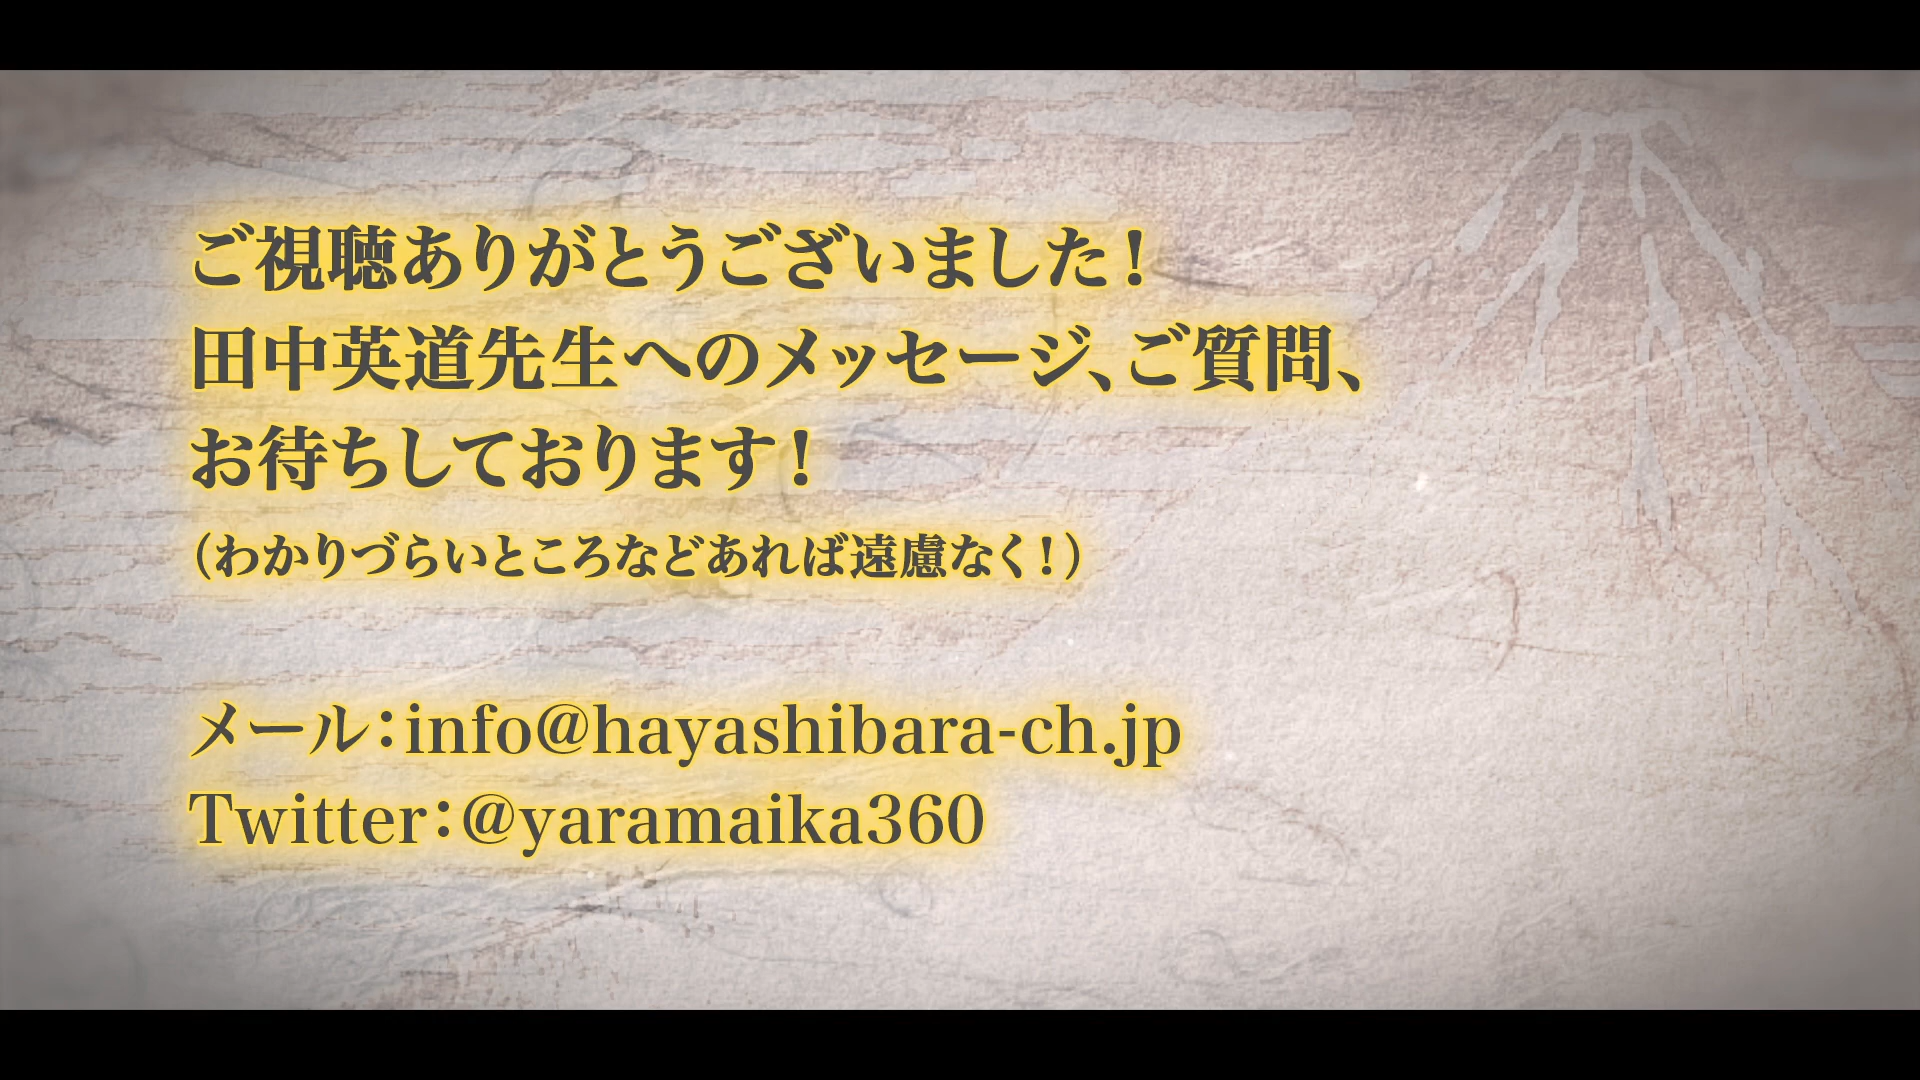 ご視聴ありがとうございました！
田中英道先生へのメッセージ、ご質問、
お待ちしております！
（わかりづらいところなどあれば遠慮なく！）
メール：info@hayashibara-ch.jp
Twitter：@yaramaika360